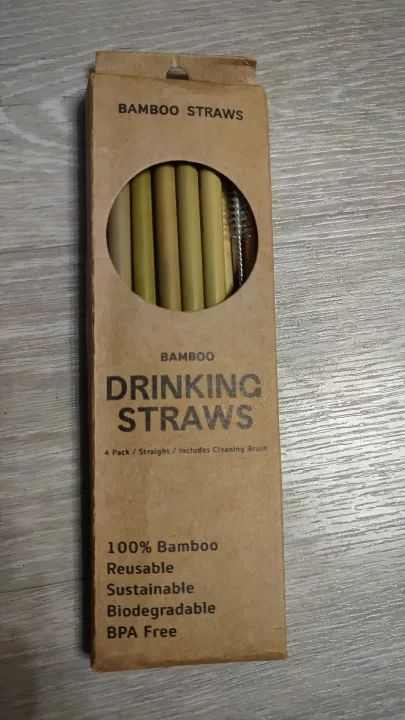 BAMBOO STRAWS
BAMBOO
DRINKING
STRAWS
4 Pack / Straight / Includes Cleaning Brush
100% Bamboo
Reusable
Sustainable
Biodegradable
BPA Free